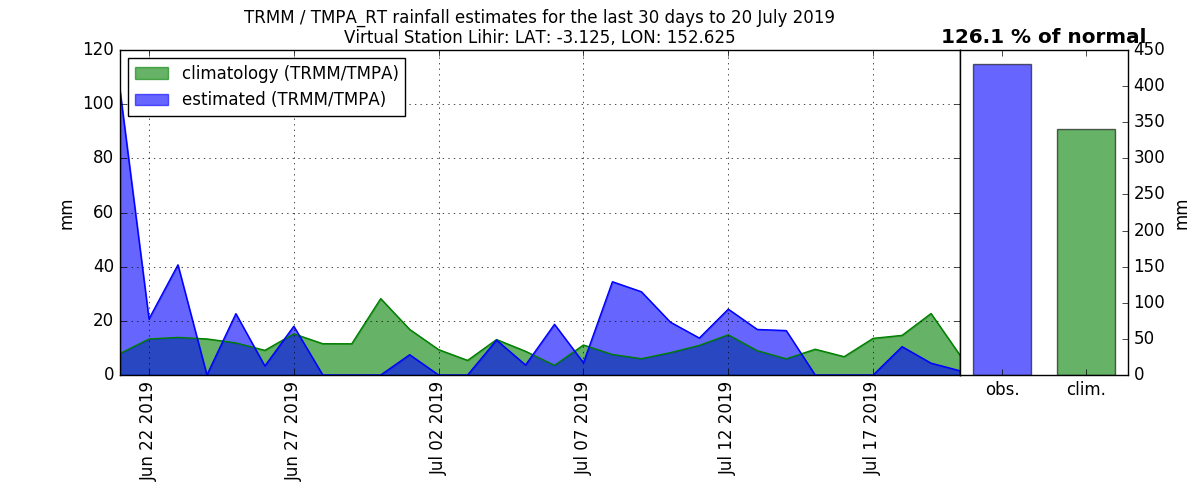 TRMM / TMPA_RT rainfall estimates for the last 30 days to 20 July 2019
Virtual Station Lihir: LAT: -3.125, LON: 152.625
126.1 % of normal
climatology (TRMM/TMPA)
estimated (TRMM/TMPA)
mm
120
100
80
60
40
20
0
Jun 22 2019
Jun 27 2019
Jul 02 2019
Jul 07 2019
Jul 12 2019
Jul 17 2019
obs.
clim.
450
400
350
300
250
200
150
100
50
0
mm